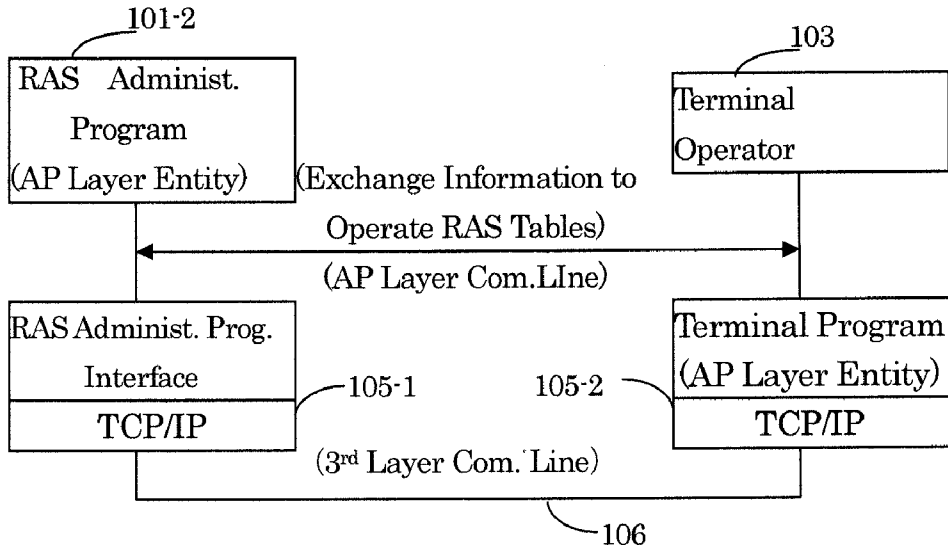 101-2
103
RAS Administ.
Program
(AP Layer Entity)
Terminal
Operator
(Exchange Information to
Operate RAS Tables)
(AP Layer Com.LIne)
RAS Administ. Prog.
Interface
TCP/IP
105-1
105-2
Terminal Program
(AP Layer Entity)
TCP/IP
(3rd Layer Com. Line)
106